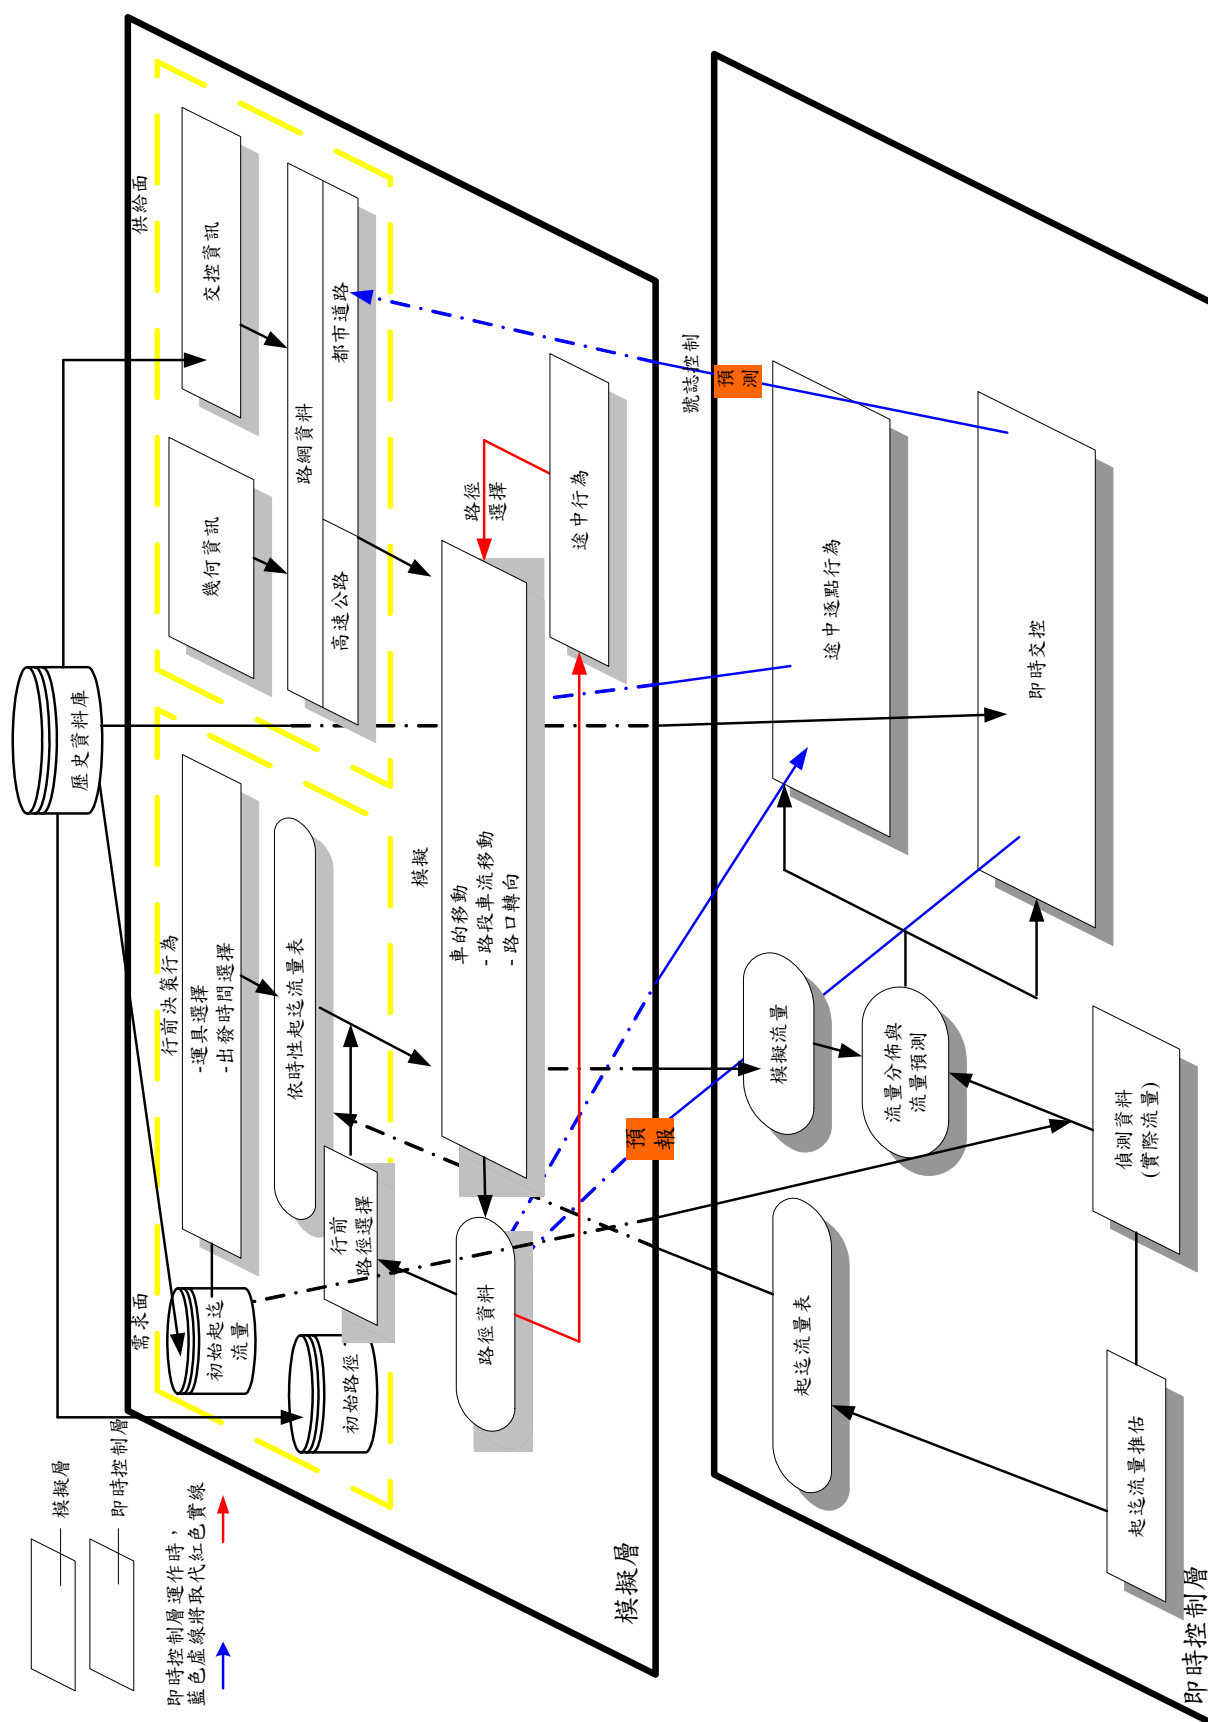 歷史資料庫
供給面
交控資訊
幾何資訊
路網資料
都市道路
高速公路
需求面
行前決策行為
-運具選擇
-出發時間選擇
依時性起迄流量表
初始起迄
流量
初始路徑
行前
路徑選擇
模擬
車的移動
- 路段車流移動
- 路口轉向
路徑
選擇
途中行為
路徑資料
模擬層
號誌控制
預
測
途中逐點行為
即時交控
預
報
模擬流量
流量分佈與
流量預測
偵測資料
(實際流量)
起迄流量表
起迄流量推估
即時控制層
模擬層
即時控制層
即時控制層運作時，
藍色虛線將取代紅色實線